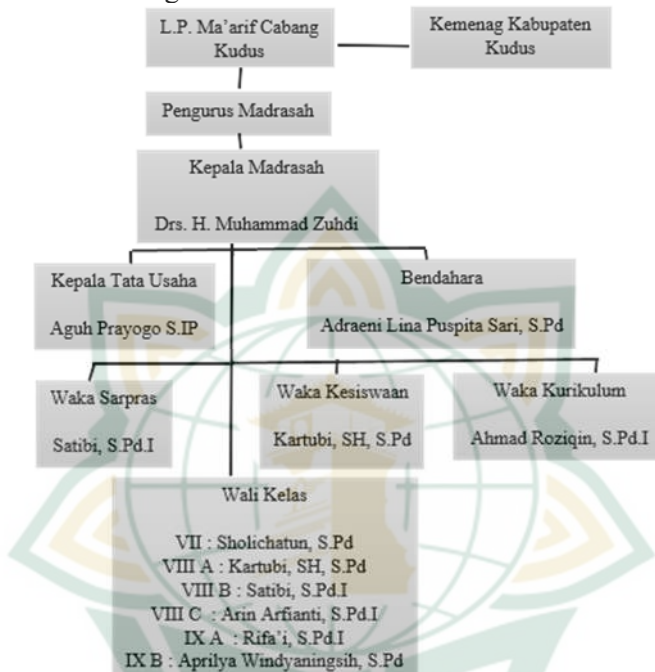 L.P. Ma’arif Cabang
Kudus
Kemenag Kabupaten
Kudus
Pengurus Madrasah
Kepala Madrasah
Drs. H. Muhammad Zuhdi
Kepala Tata Usaha
Aguh Prayogo S.IP
Bendahara
Adraeni Lina Puspita Sari, S.Pd
Waka Sarpras
Satibi, S.Pd.I
Waka Kesiswaan
Kartubi, SH, S.Pd
Waka Kurikulum
Ahmad Roziqin, S.Pd.I
Wali Kelas
VII : Sholichatun, S.Pd
VIII A : Kartubi, SH, S.Pd
VIII B : Satibi, S.Pd.I
VIII C : Arin Arfianti, S.Pd.I
IX A : Rifa’i, S.Pd.I
IX B : Aprilya Windyaningsih, S.Pd